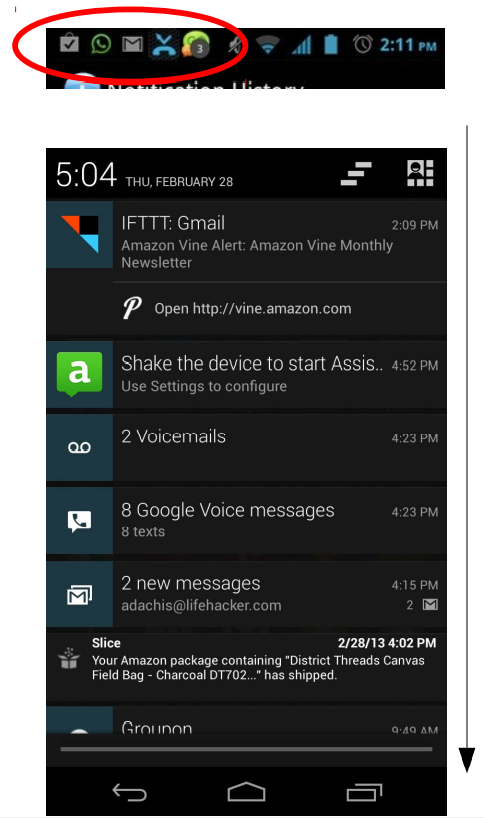 3
2:11 PM
Notification History
5:04 THU, FEBRUARY 28
IFTTT: Gmail 2:09 PM
Amazon Vine Alert: Amazon Vine Monthly
Newsletter
Open http://vine.amazon.com
a
Shake the device to start Assis.. 4:52 PM
Use Settings to configure
2 Voicemails 4:23 PM
8 Google Voice messages 4:23 PM
8 texts
2 new messages 4:15 PM
adachis@lifehacker.com 2
Slice 2/28/13 4:02 PM
Your Amazon package containing "District Threads Canvas
Field Bag - Charcoal DT702..." has shipped.
Groupon 9:49 AM